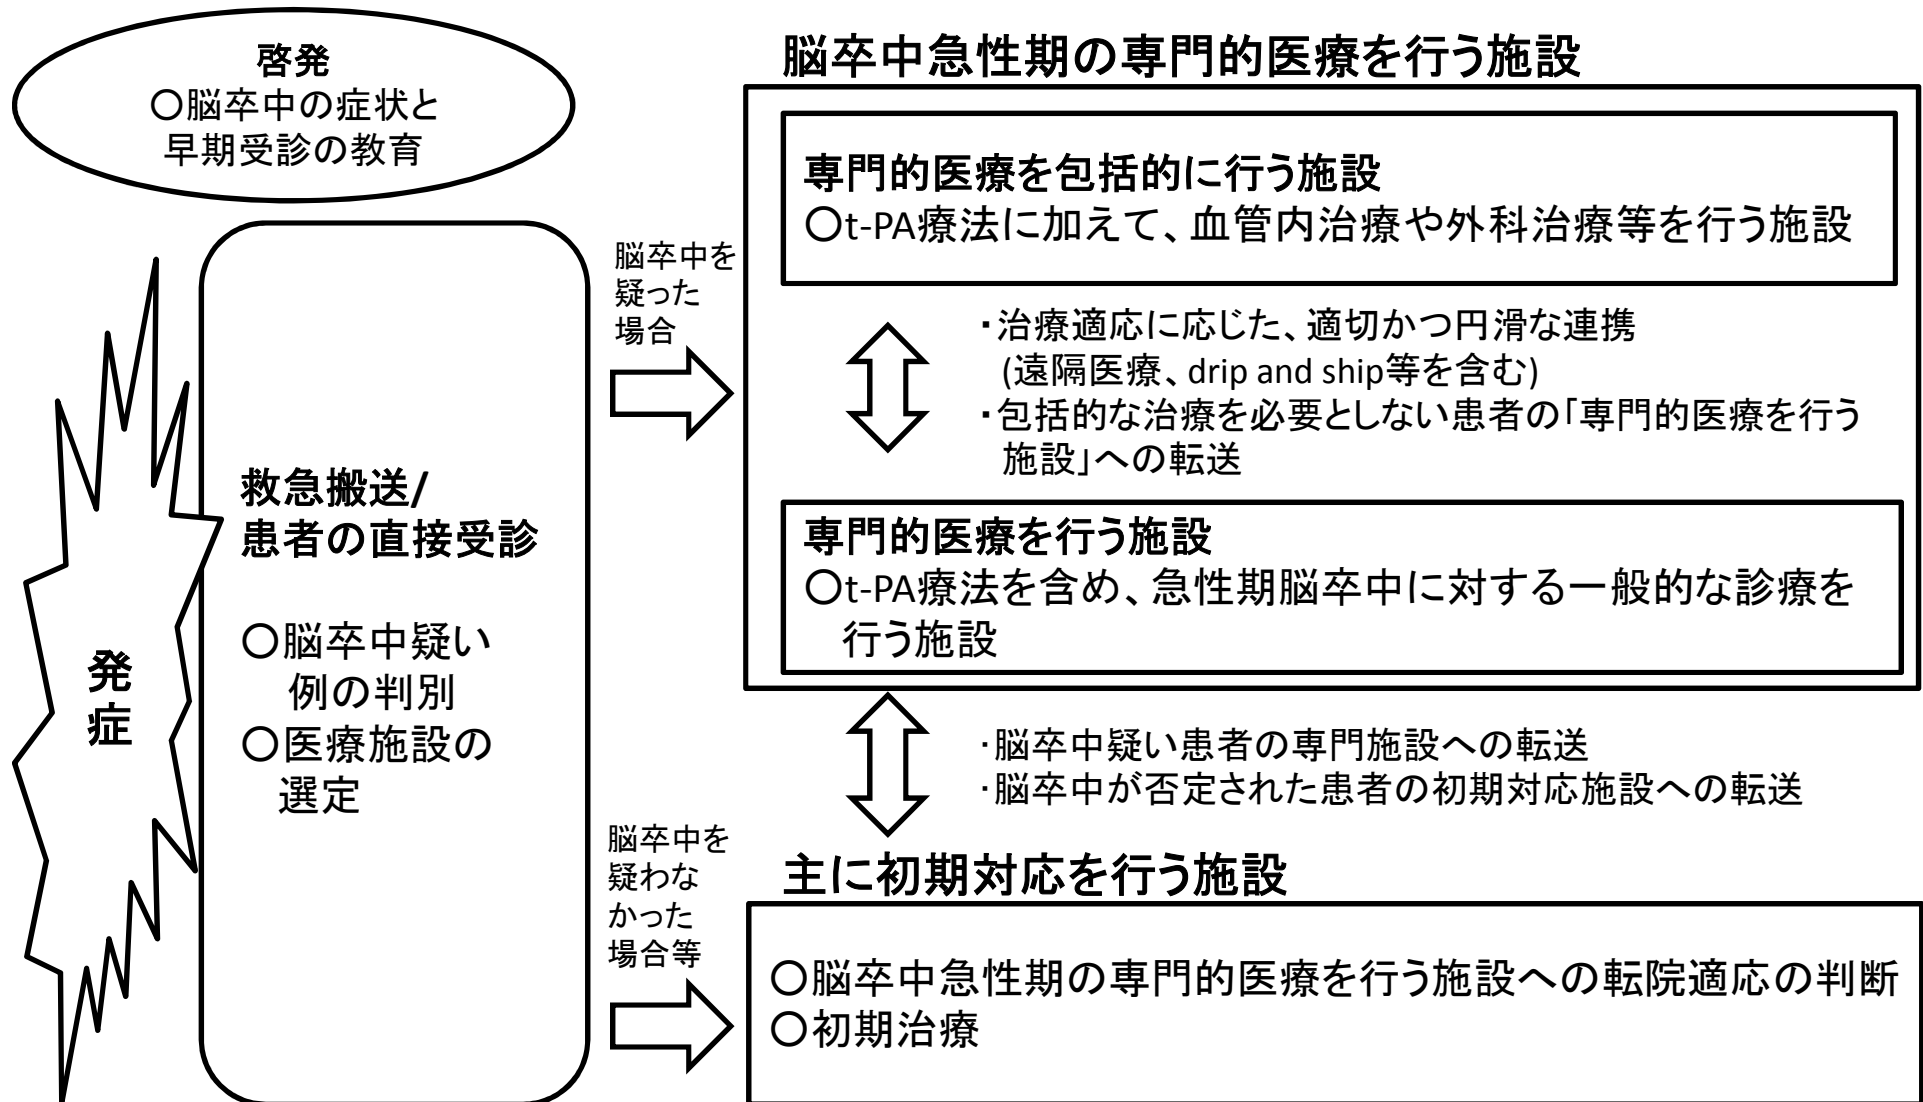 啓発
〇脳卒中の症状と
早期受診の教育
発
症
救急搬送/
患者の直接受診
〇脳卒中疑い
例の判別
〇医療施設の
選定
脳卒中を
疑った
場合
脳卒中を
疑わな
かった
場合等
脳卒中急性期の専門的医療を行う施設
専門的医療を包括的に行う施設
〇t-PA療法に加えて、血管内治療や外科治療等を行う施設
・治療適応に応じた、適切かつ円滑な連携
(遠隔医療、drip and ship等を含む)
・包括的な治療を必要としない患者の「専門的医療を行う
施設」への転送
専門的医療を行う施設
〇t-PA療法を含め、急性期脳卒中に対する一般的な診療を
行う施設
・脳卒中疑い患者の専門施設への転送
・脳卒中が否定された患者の初期対応施設への転送
主に初期対応を行う施設
〇脳卒中急性期の専門的医療を行う施設への転院適応の判断
〇初期治療